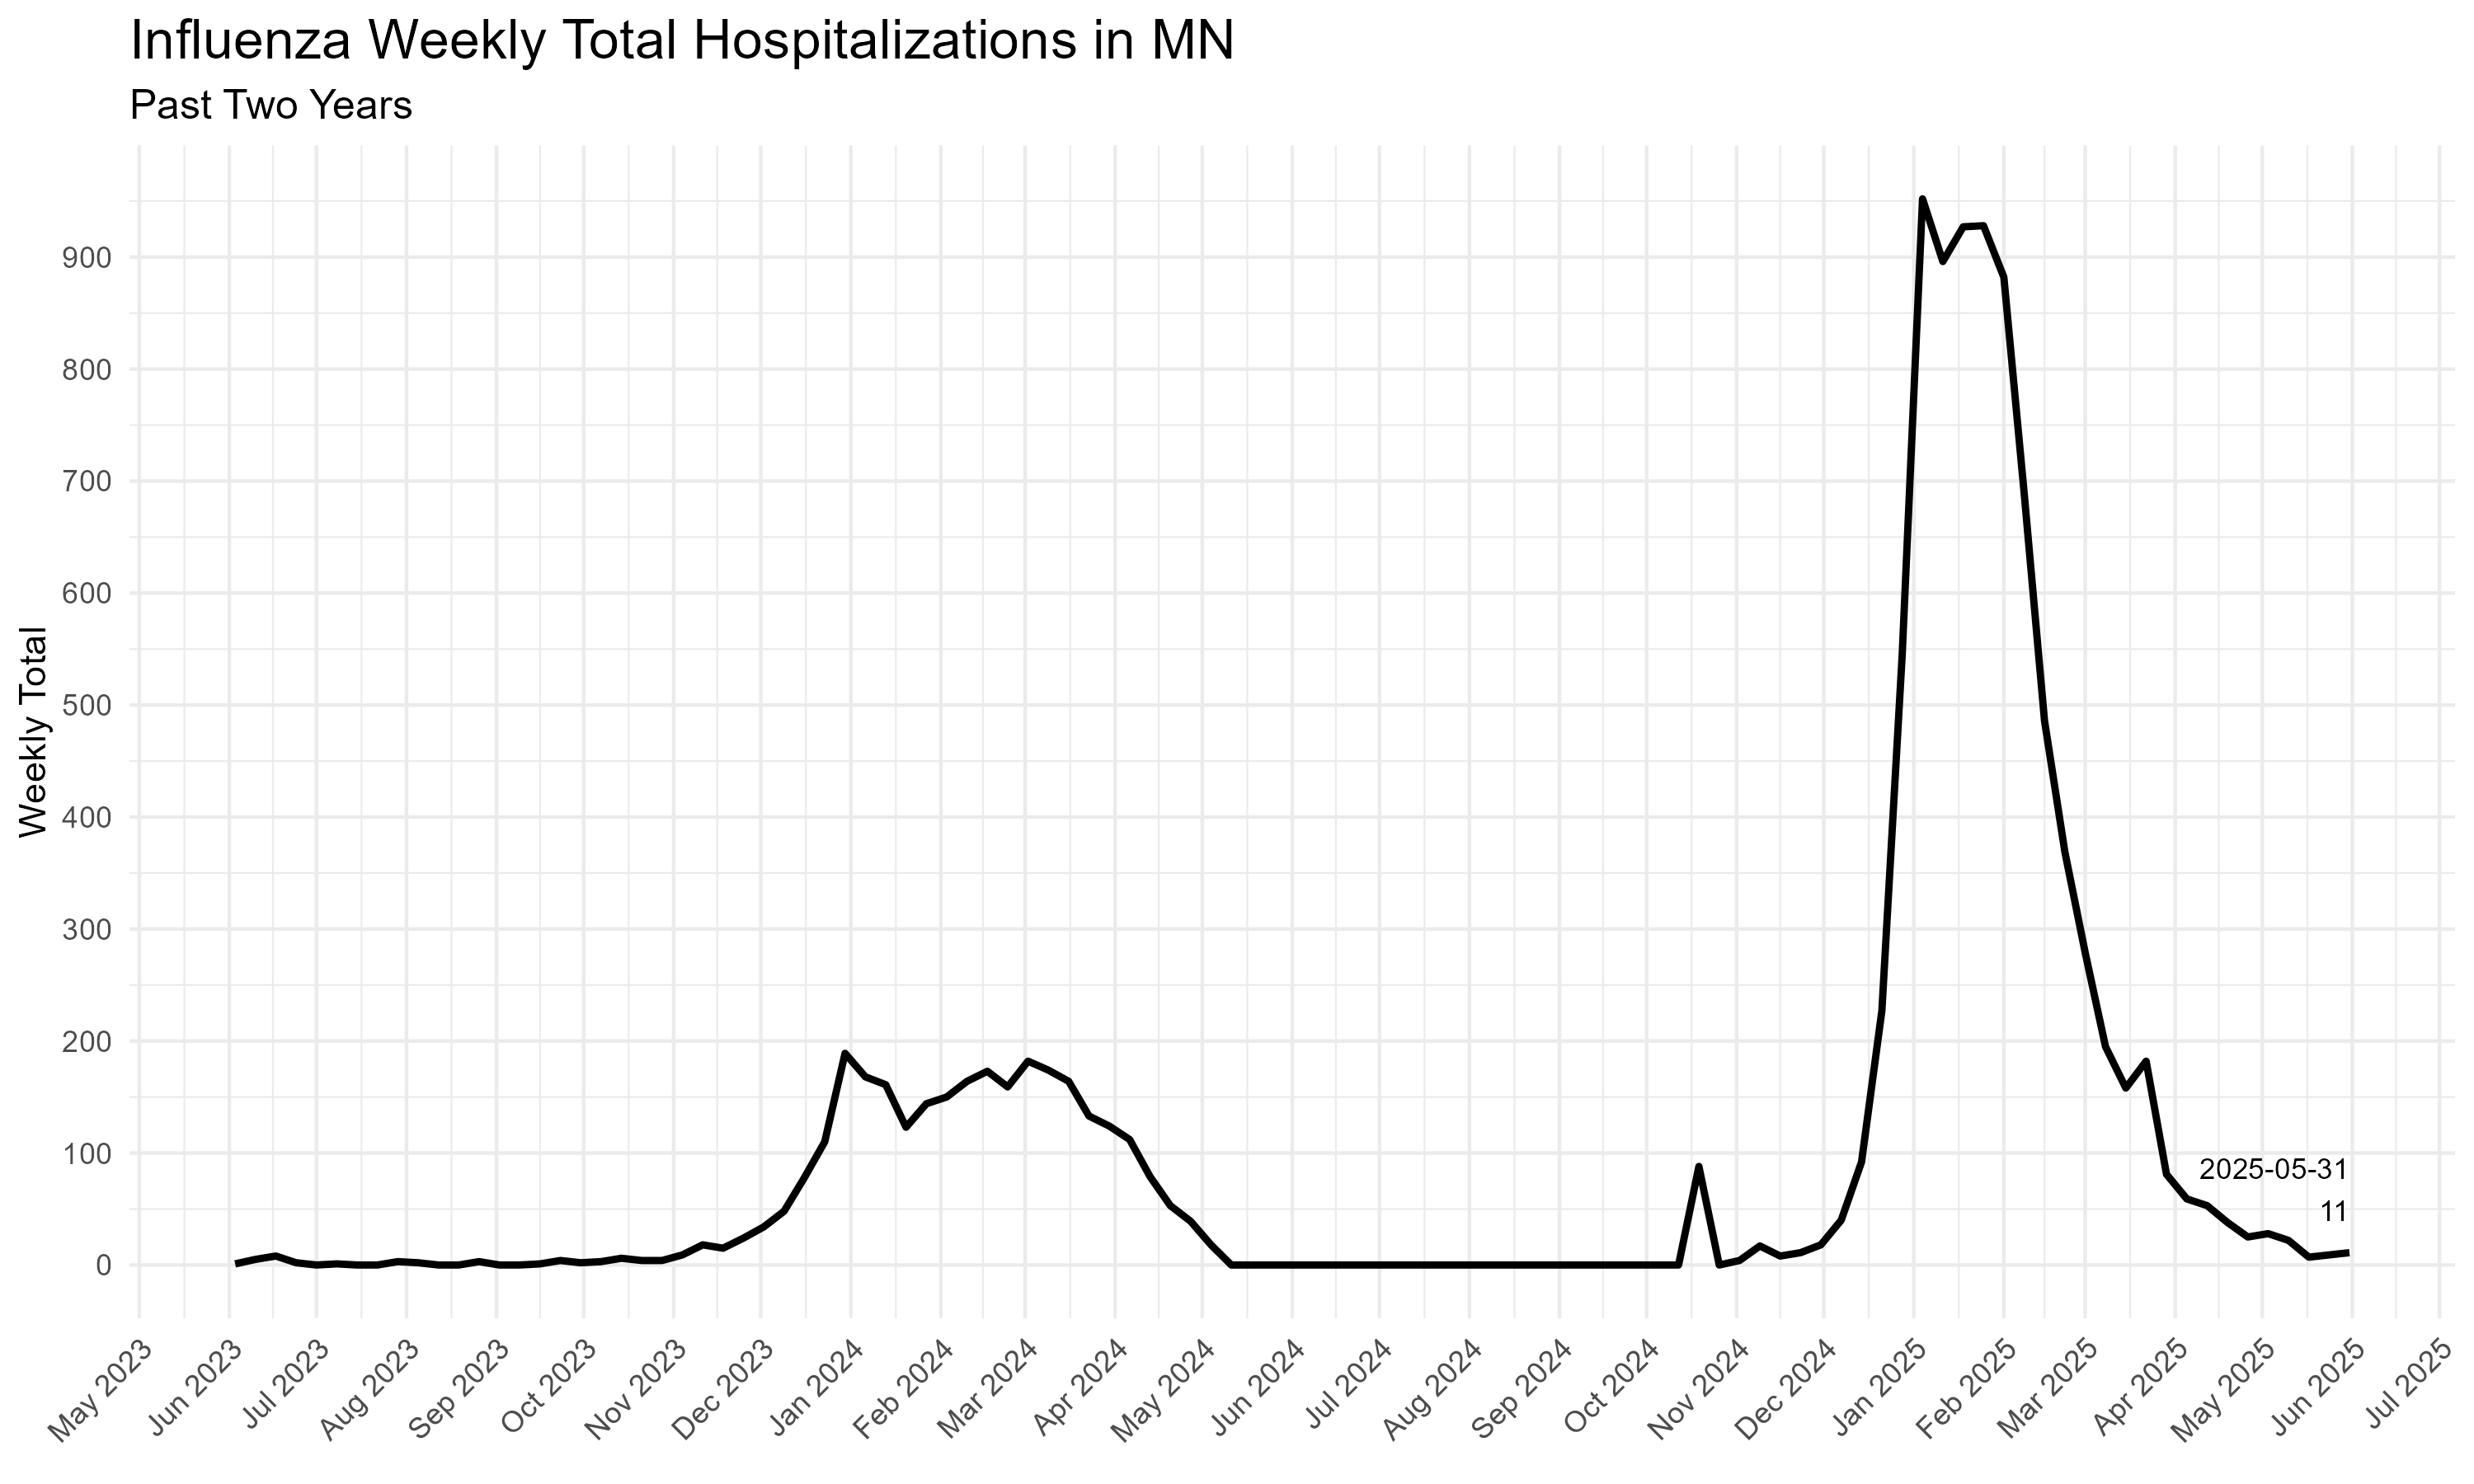 Influenza Weekly Total Hospitalizations in MN
Past Two Years
Weekly Total
900
800
700
600
500
400
300
200
100
0
2025-05-31
11
May 2023
Jun 2023
Jul 2023
Aug 2023
Sep 2023
Oct 2023
Nov 2023
Dec 2023
Jan 2024
Feb 2024
Mar 2024
Apr 2024
May 2024
Jun 2024
Jul 2024
Aug 2024
Sep 2024
Oct 2024
Nov 2024
Dec 2024
Jan 2025
Feb 2025
Mar 2025
Apr 2025
May 2025
Jun 2025
Jul 2025